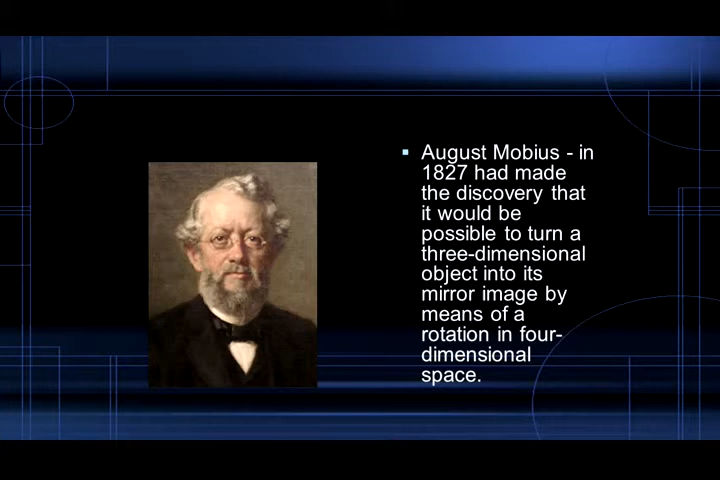 ▪ August Mobius - in
1827 had made
the discovery that
it would be
possible to turn a
three-dimensional
object into its
mirror image by
means of a
rotation in four-
dimensional
space.